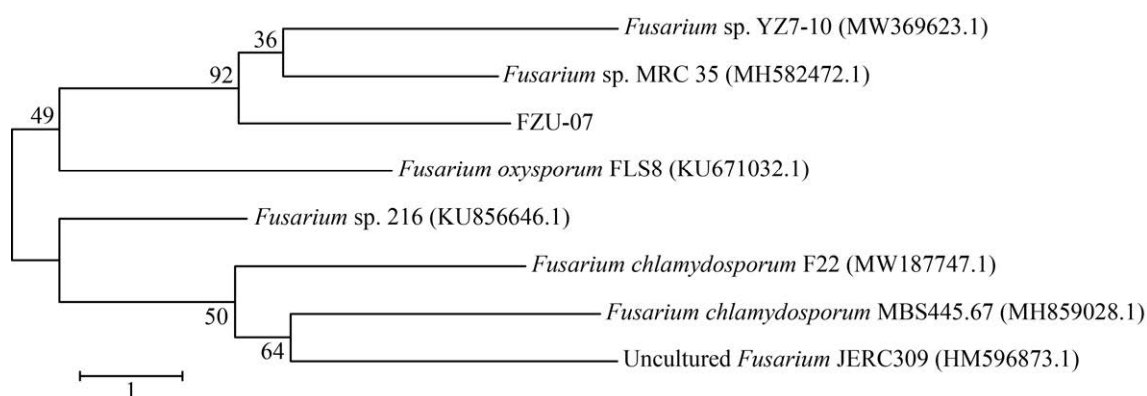 Fusarium sp. YZ7-10 (MW369623.1)
36
Fusarium sp. MRC 35 (MH582472.1)
92
FZU-07
49
Fusarium oxysporum FLS8 (KU671032.1)
Fusarium sp. 216 (KU856646.1)
Fusarium chlamydosporum F22 (MW187747.1)
50
Fusarium chlamydosporum MBS445.67 (MH859028.1)
64
Uncultured Fusarium JERC309 (HM596873.1)
1